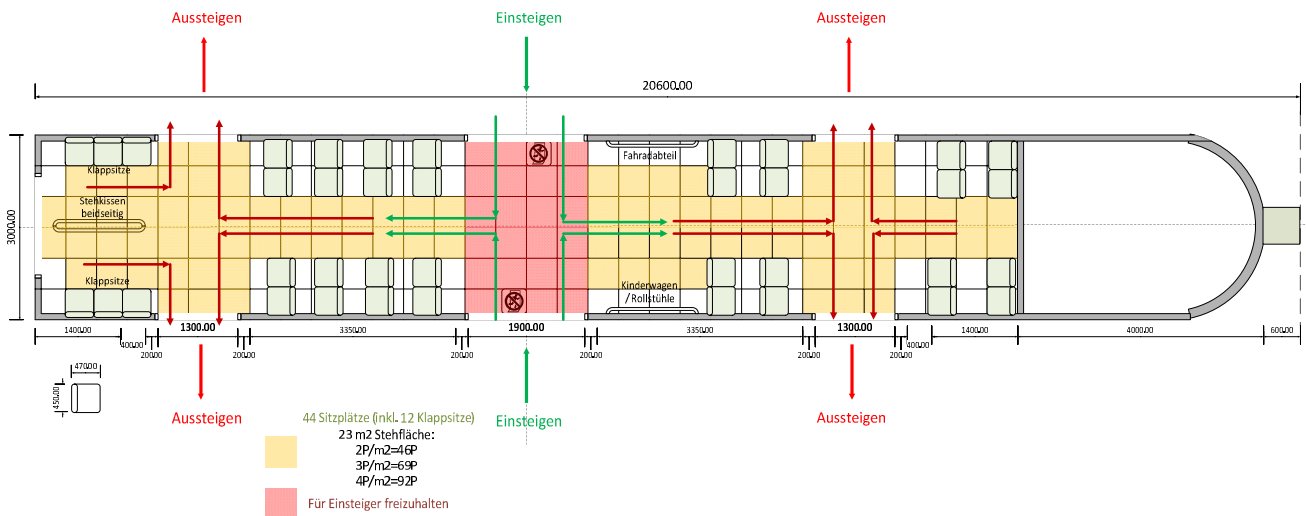 Aussteigen
Einsteigen
Aussteigen
20600.00
3000.00
Klappsitze
Stehkissen
beidseitig
Klappsitze
Fahradabteil
Kinderwagen
/Rollstühle
1400.00
400.00
200.00
1300.00
200.00
3350.00
200.00
1900.00
200.00
3350.00
200.00
1300.00
200.00
400.00
1400.00
4000.00
600.00
470.00
450.00
Aussteigen
Einsteigen
Aussteigen
44 Sitzplätze (inkl. 12 Klappsitze)
23 m2 Stehfläche:
2P/m2=46P
3P/m2=69P
4P/m2=92P
Für Einsteiger freizuhalten